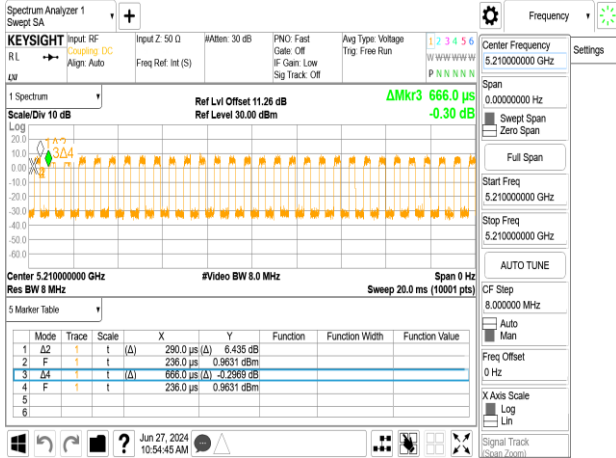 Spectrum Analyzer 1
Swept SA
Frequency
KEYSIGHT
RL
Input: RF
Coupling: DC
Align: Auto
Input Z: 50 Ω
Freq Ref: Int (S)
#Atten: 30 dB
PNO: Fast
Gate: Off
IF Gain: Low
Sig Track: Off
Avg Type: Voltage
Trig: Free Run
1 2 3 4 5 6
W W W W W W
P N N N N N
LXI
1 Spectrum
Scale/Div 10 dB
Ref Lvl Offset 11.26 dB
Ref Level 30.00 dBm
ΔMkr3 666.0 µs
-0.30 dB
Log
20.0
10.0
0.00
-10.0
-20.0
-30.0
-40.0
-50.0
-60.0
3Δ4
Center 5.210000000 GHz
Res BW 8 MHz
#Video BW 8.0 MHz
Span 0 Hz
Sweep 20.0 ms (10001 pts)
5 Marker Table
Mode Trace Scale X Y Function Function Width Function Value
1 Δ2 1 t (Δ) 290.0 µs (Δ) 6.435 dB
2 F 1 t 236.0 µs 0.9631 dBm
3 Δ4 1 t (Δ) 666.0 µs (Δ) -0.2969 dB
4 F 1 t 236.0 µs 0.9631 dBm
5
6
?
Jun 27, 2024
10:54:45 AM
Center Frequency
5.210000000 GHz
Settings
Span
0.00000000 Hz
Swept Span
Zero Span
Full Span
Start Freq
5.210000000 GHz
Stop Freq
5.210000000 GHz
AUTO TUNE
CF Step
8.000000 MHz
Auto
Man
Freq Offset
0 Hz
X Axis Scale
Log
Lin
Signal Track
(Span Zoom)